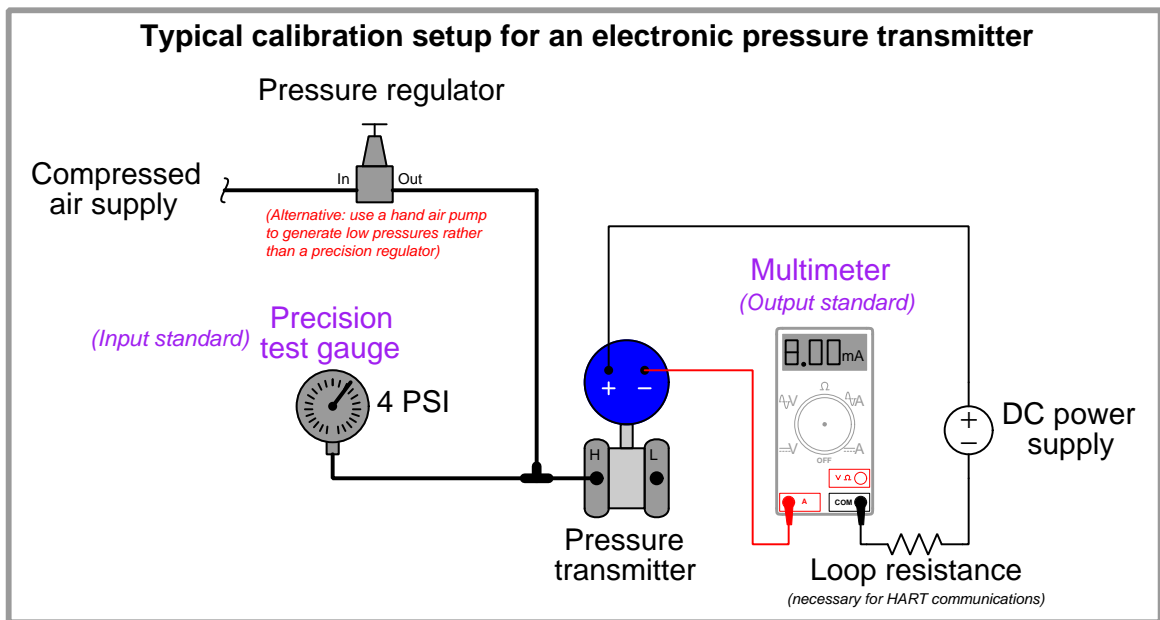 Typical calibration setup for an electronic pressure transmitter
Pressure regulator
Compressed
air supply
In
Out
(Alternative: use a hand air pump
to generate low pressures rather
than a precision regulator)
Multimeter
(Output standard)
(Input standard)
Precision
test gauge
4 PSI
8.00 mA
Ω
V
A
V
A
OFF
V Ω
A
COM
+
−
H
L
+
−
DC power
supply
Pressure
transmitter
Loop resistance
(necessary for HART communications)